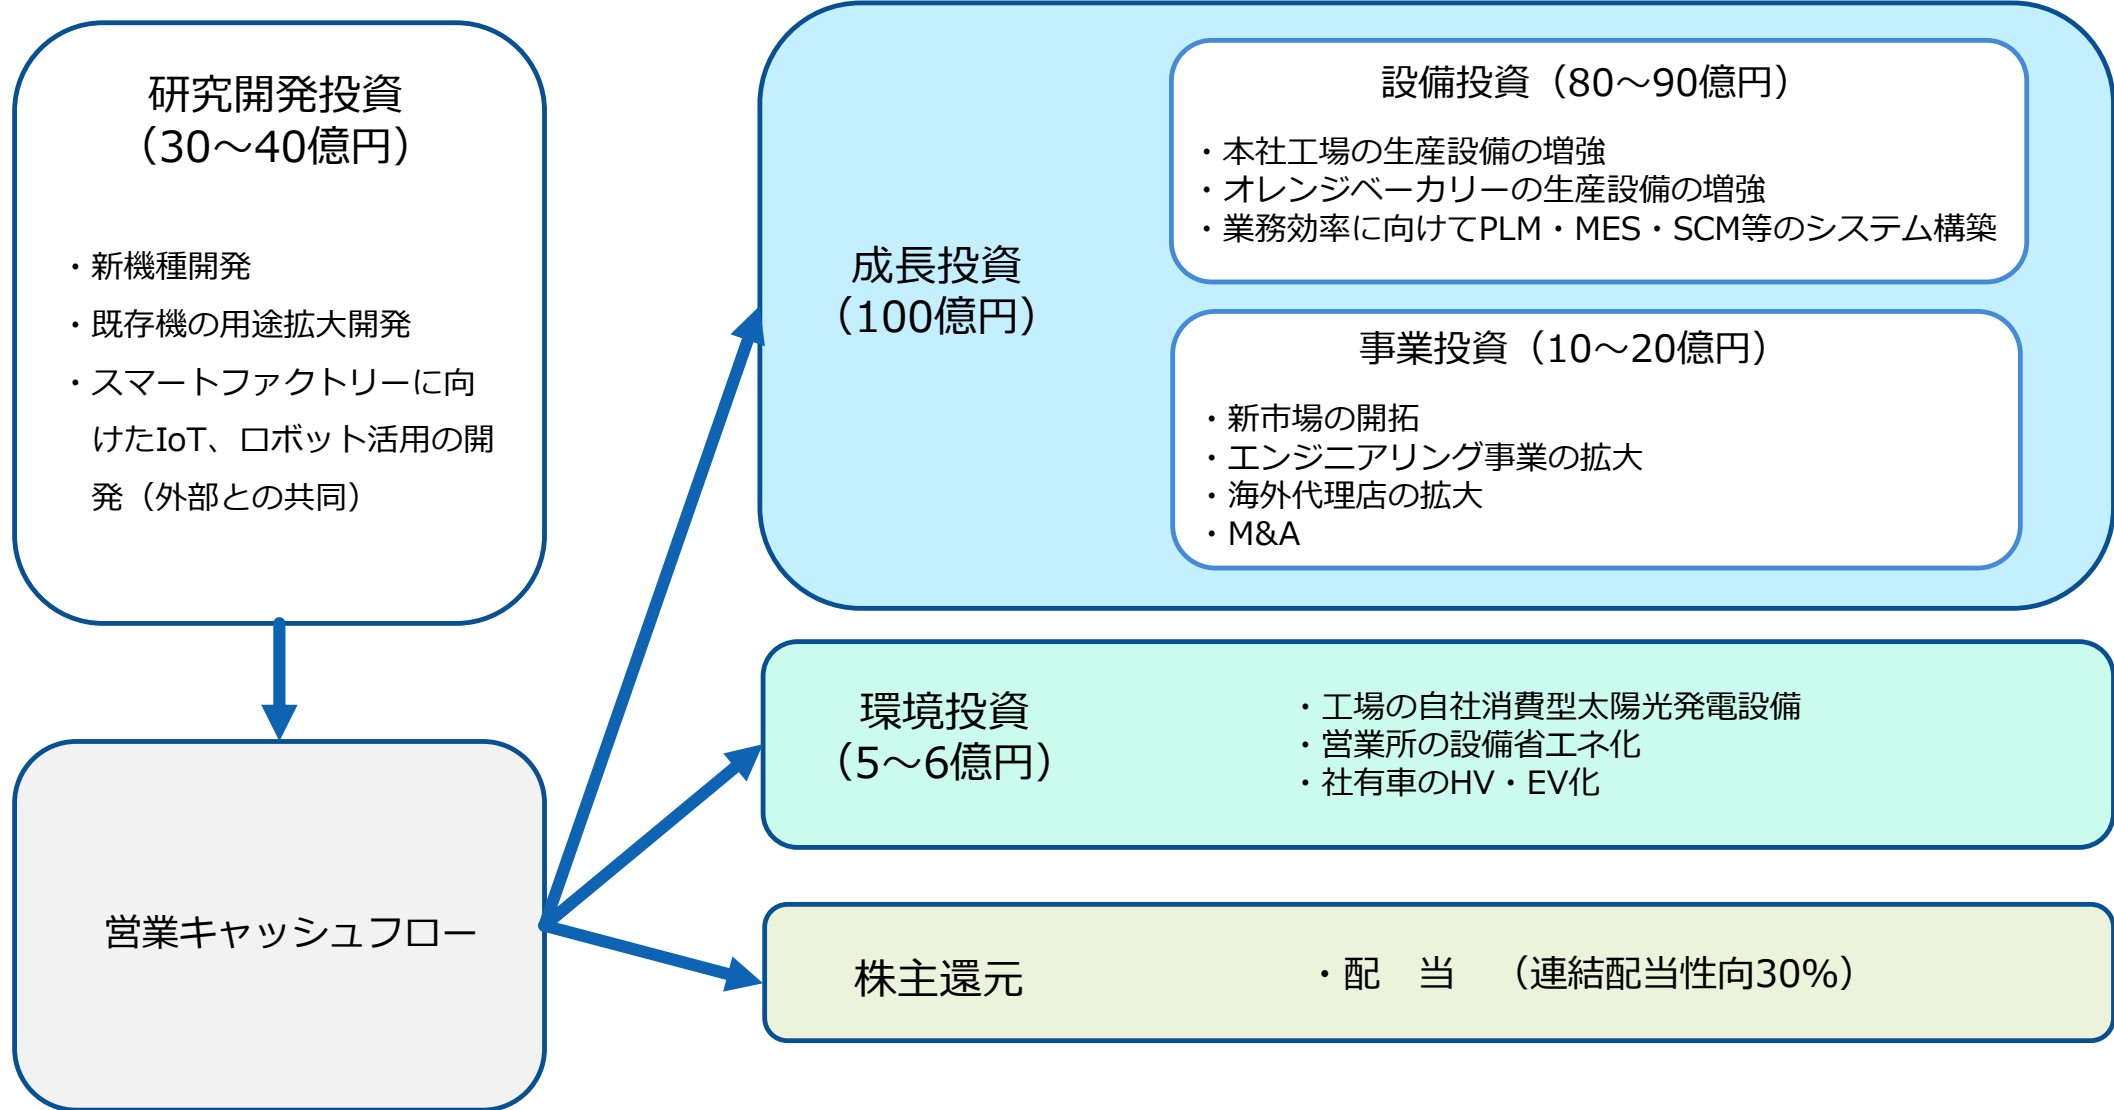 研究開発投資
（30～40億円）
・新機種開発
・既存機の用途拡大開発
・スマートファクトリーに向
けたIoT、ロボット活用の開
発（外部との共同）
営業キャッシュフロー
成長投資
（100億円）
設備投資（80～90億円）
・本社工場の生産設備の増強
・オレンジベーカリーの生産設備の増強
・業務効率に向けてPLM・MES・SCM等のシステム構築
事業投資（10～20億円）
・新市場の開拓
・エンジニアリング事業の拡大
・海外代理店の拡大
・M&A
環境投資
（5～6億円）
・工場の自社消費型太陽光発電設備
・営業所の設備省エネ化
・社有車のHV・EV化
株主還元
・配　当　（連結配当性向30%）